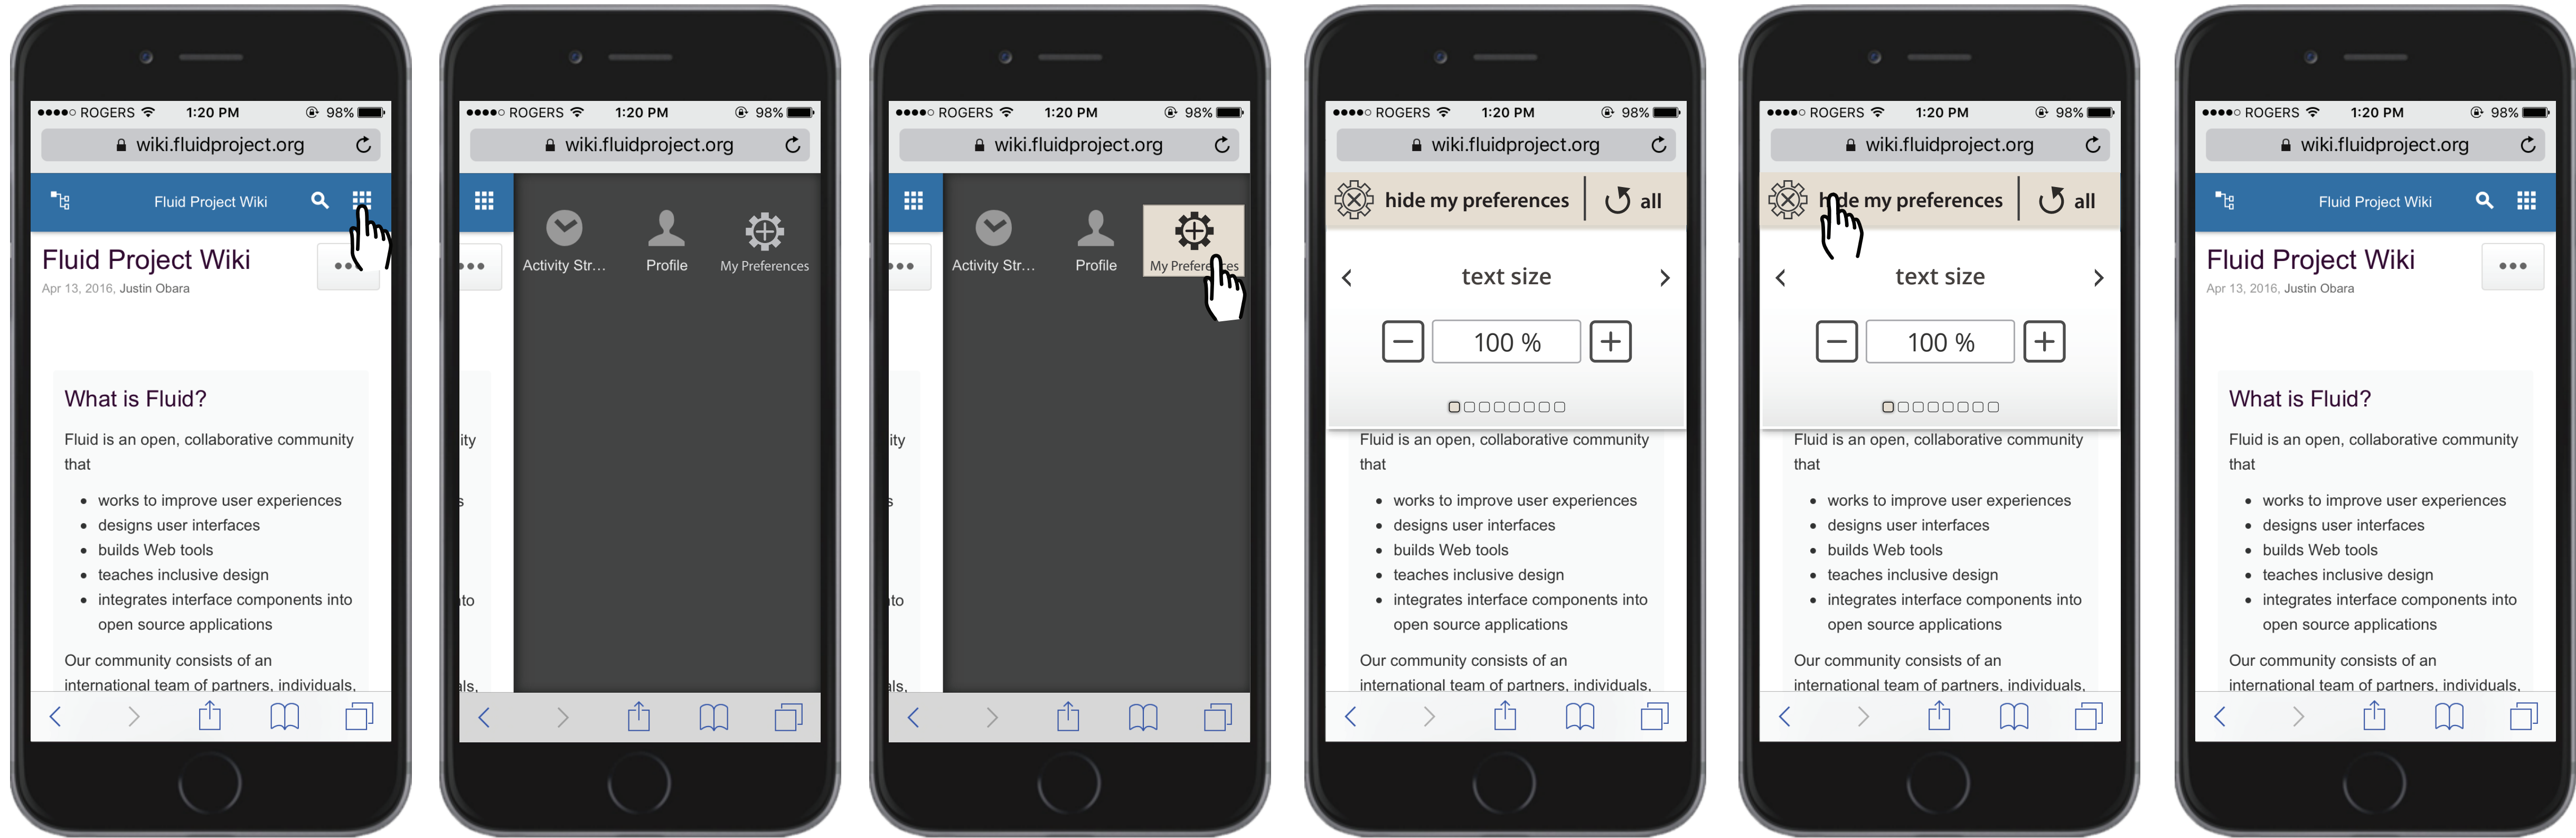 ROGERS 1:20 PM 98%
wiki.fluidproject.org
Fluid Project Wiki
Fluid Project Wiki
Apr 13, 2016, Justin Obara
What is Fluid?
Fluid is an open, collaborative community
that
• works to improve user experiences
• designs user interfaces
• builds Web tools
• teaches inclusive design
• integrates interface components into
open source applications
Our community consists of an
international team of partners, individuals,
ROGERS 1:20 PM 98%
wiki.fluidproject.org
Activity Str... Profile My Preferences
ity
s
to
als,
ROGERS 1:20 PM 98%
wiki.fluidproject.org
Activity Str... Profile My Preferences
ity
s
to
als,
ROGERS 1:20 PM 98%
wiki.fluidproject.org
hide my preferences all
text size
100 %
Fluid is an open, collaborative community
that
• works to improve user experiences
• designs user interfaces
• builds Web tools
• teaches inclusive design
• integrates interface components into
open source applications
Our community consists of an
international team of partners, individuals,
ROGERS 1:20 PM 98%
wiki.fluidproject.org
hide my preferences all
text size
100 %
Fluid is an open, collaborative community
that
• works to improve user experiences
• designs user interfaces
• builds Web tools
• teaches inclusive design
• integrates interface components into
open source applications
Our community consists of an
international team of partners, individuals,
ROGERS 1:20 PM 98%
wiki.fluidproject.org
Fluid Project Wiki
Fluid Project Wiki
Apr 13, 2016, Justin Obara
What is Fluid?
Fluid is an open, collaborative community
that
• works to improve user experiences
• designs user interfaces
• builds Web tools
• teaches inclusive design
• integrates interface components into
open source applications
Our community consists of an
international team of partners, individuals,